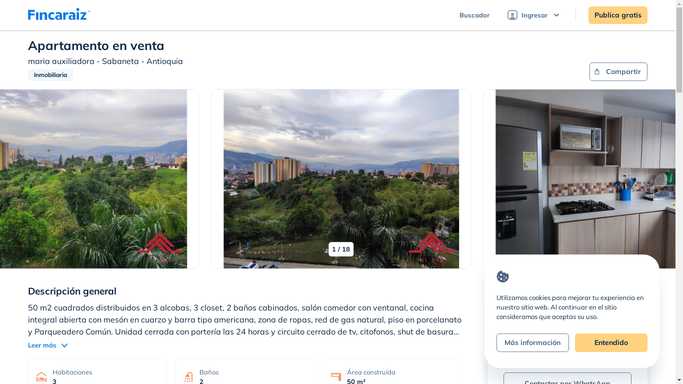 Fincaraiz
Buscador
Ingresar
Publica gratis
Apartamento en venta
maria auxiliadora - Sabaneta - Antioquia
Inmobiliaria
Compartir
1 / 18
Descripción general
50 m2 cuadrados distribuidos en 3 alcobas, 3 closet, 2 baños cabinados, salón comedor con ventanal, cocina
integral abierta con mesón en cuarzo y barra tipo americana, zona de ropas, red de gas natural, piso en porcelanato
y Parqueadero Común. Unidad cerrada con portería las 24 horas y circuito cerrado de tv, citofonos, shut de basura...
Leer más
Habitaciones
3
Baños
2
Área construida
50 m²
Utilizamos cookies para mejorar tu experiencia en
nuestro sitio web. Al continuar en el sitio
consideramos que aceptas su uso.
Más información
Entendido
Contactar por WhatsApp